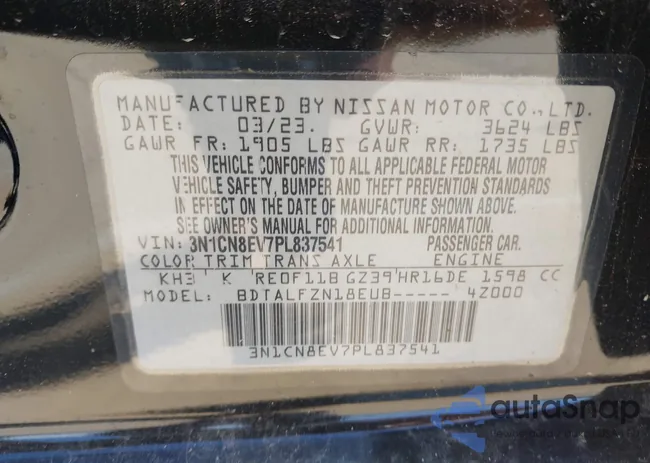 MANUFACTURED BY NISSAN MOTOR CO., LTD.
DATE: 03/23. GVWR: 3624 LBS
GAWR FR: 1905 LBS GAWR RR: 1735 LBS
THIS VEHICLE CONFORMS TO ALL APPLICABLE FEDERAL MOTOR
VEHICLE SAFETY, BUMPER AND THEFT PREVENTION STANDARDS
IN EFFECT ON THE DATE OF MANUFACTURE SHOWN ABOVE.
SEE OWNER'S MANUAL FOR ADDITIONAL INFORMATION.
VIN: 3N1CN8EV7PL837541 PASSENGER CAR.
COLOR TRIM TRANS AXLE ENGINE
KH3 K RE0F11B GZ39 HR16DE 1598 CC
MODEL: BDTALFZN18EUB----- 4Z000
3N1CN8EV7PL837541
autoSnap